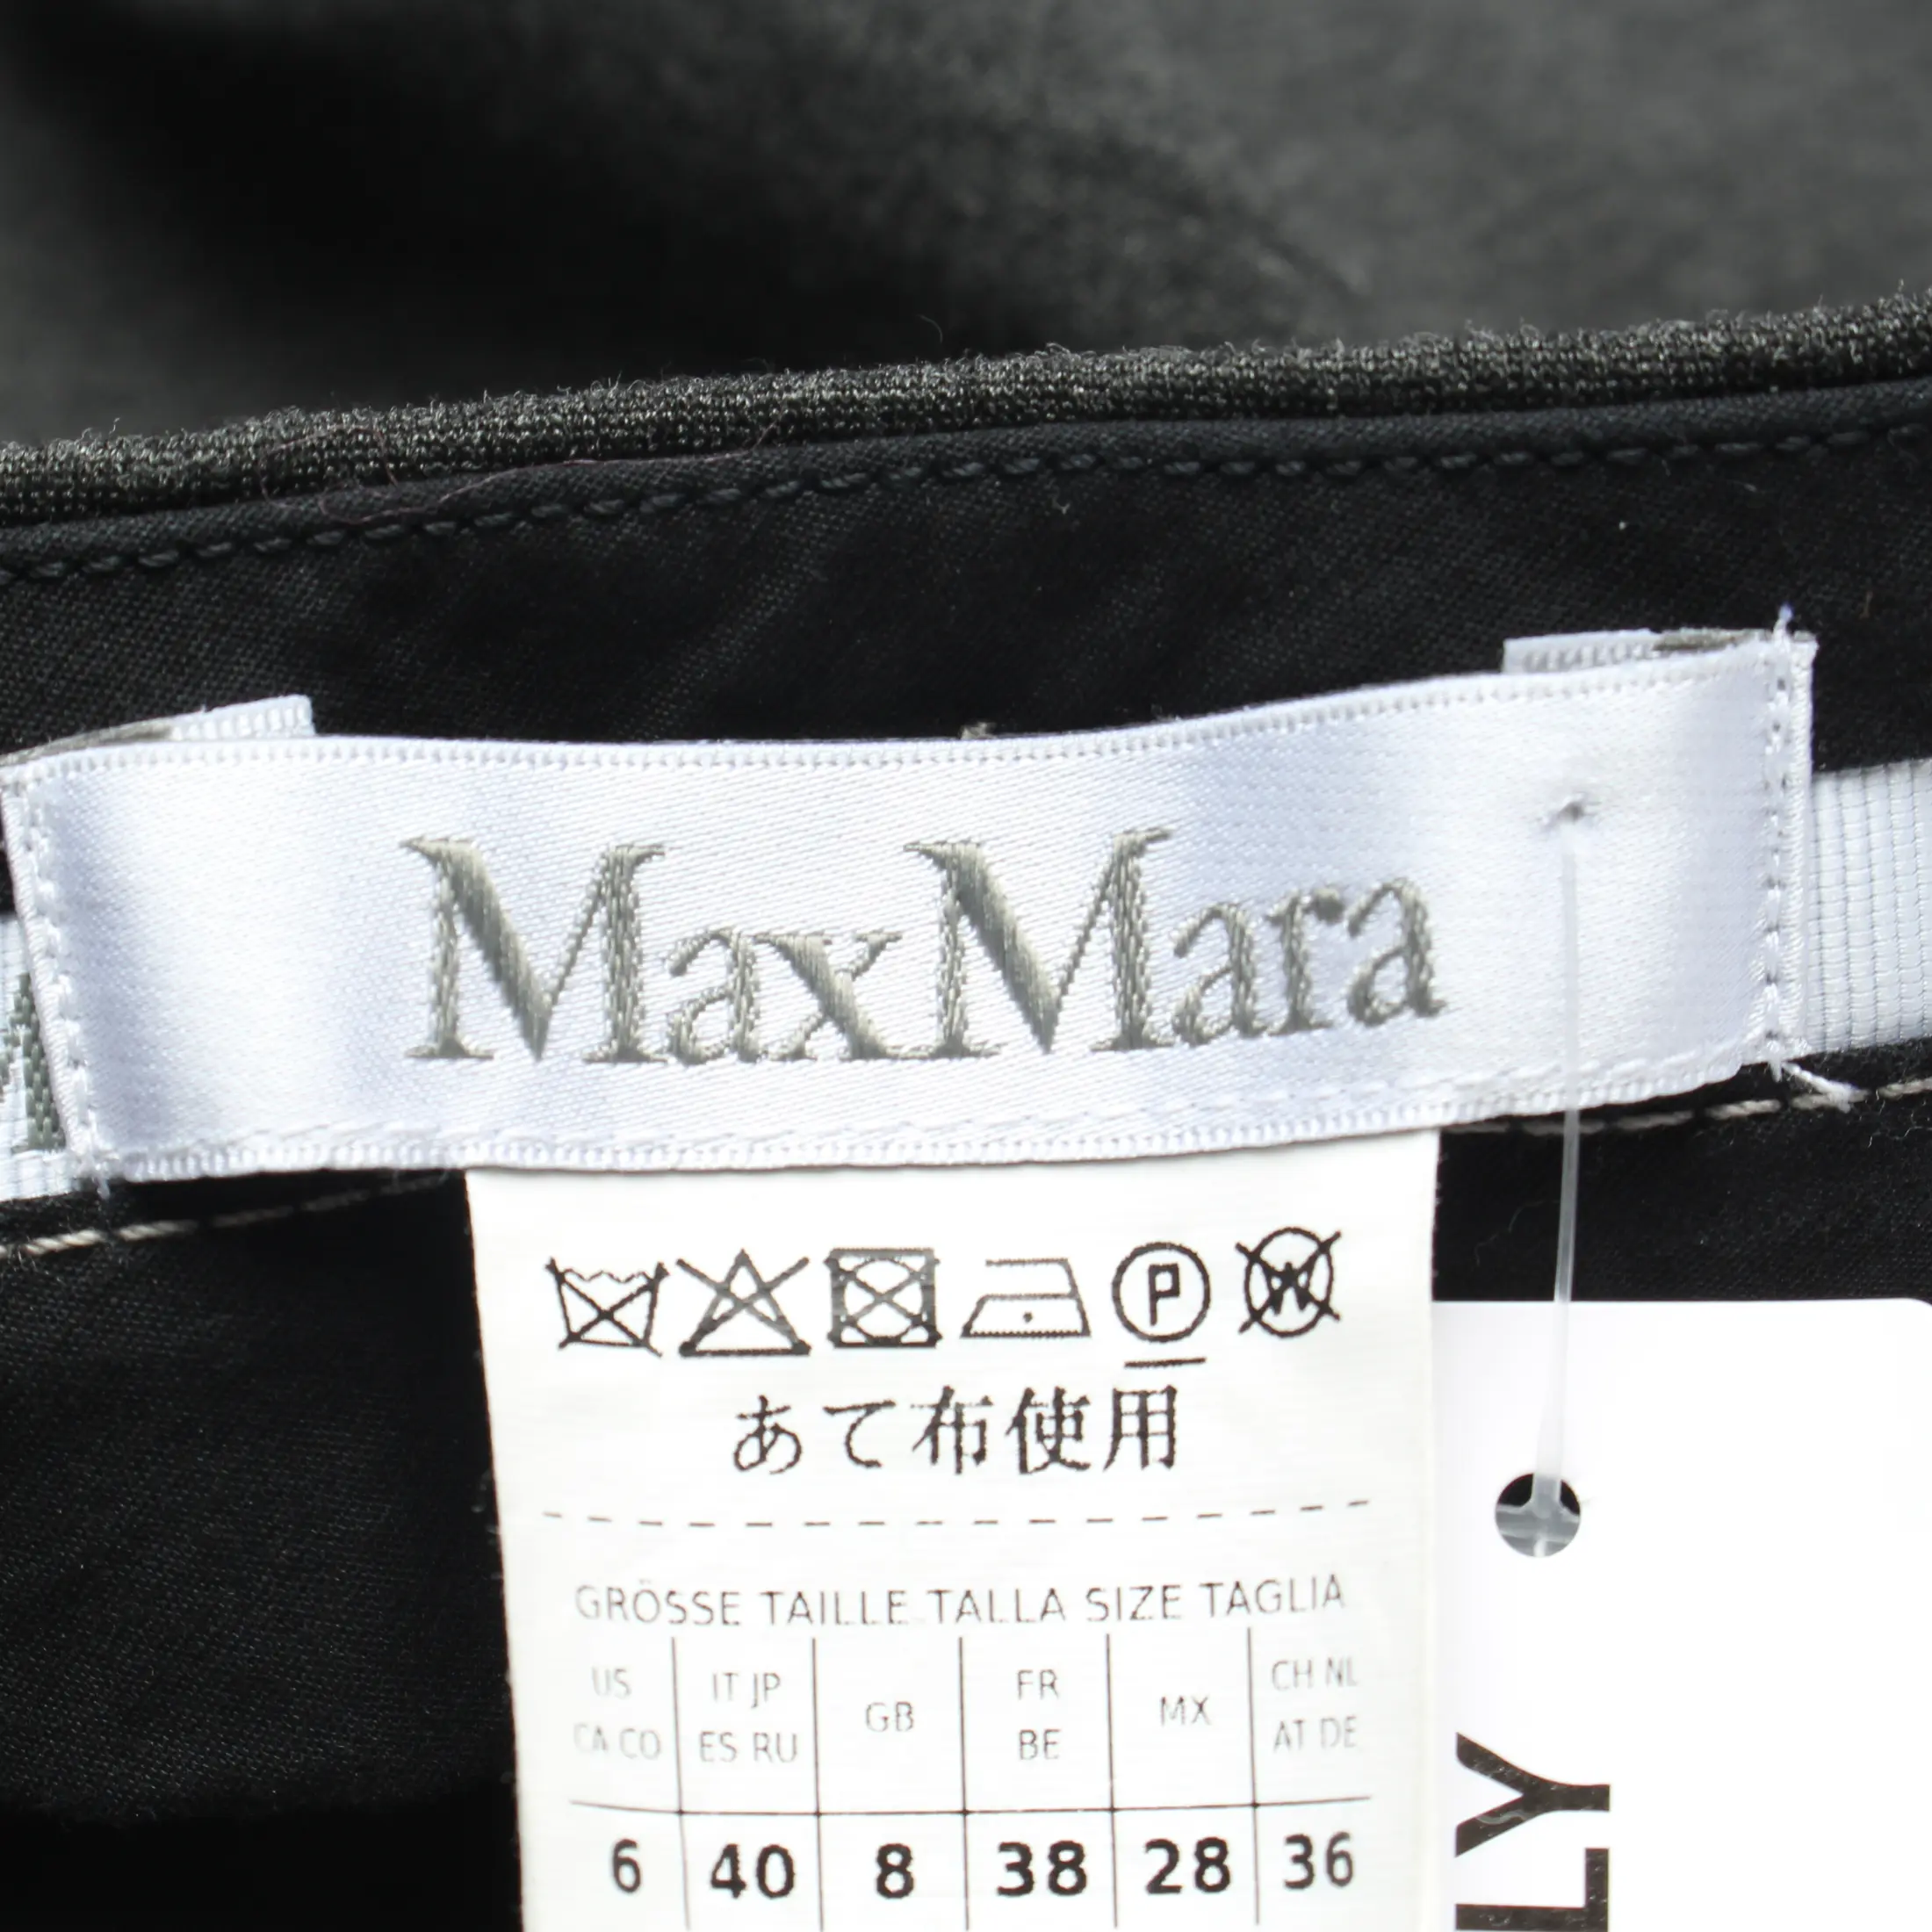 MaxMara
P W
あて布使用
GRÖSSE TAILLE TALLA SIZE TAGLIA
US CA CO
IT JP ES RU
GB
FR BE
MX
CH NL AT DE
6 40 8 38 28 36
LY